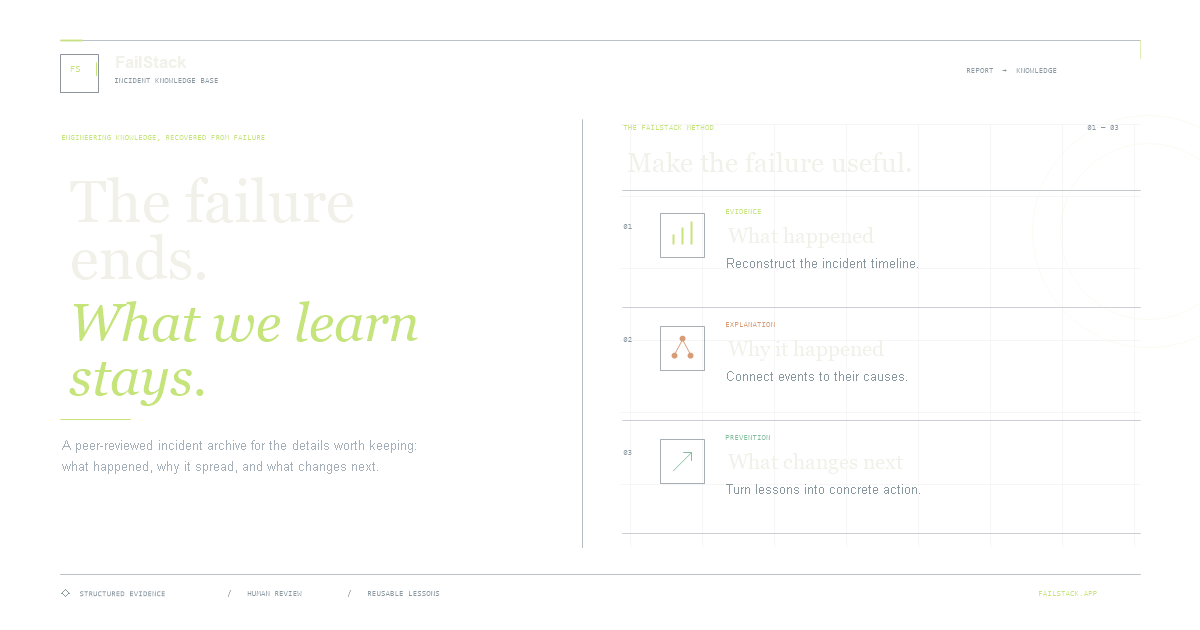 FS
FailStack
INCIDENT KNOWLEDGE BASE
REPORT → KNOWLEDGE
ENGINEERING KNOWLEDGE, RECOVERED FROM FAILURE
The failure
ends.
What we learn
stays.
A peer-reviewed incident archive for the details worth keeping:
what happened, why it spread, and what changes next.
THE FAILSTACK METHOD
01 — 03
Make the failure useful.
01
EVIDENCE
What happened
Reconstruct the incident timeline.
02
EXPLANATION
Why it happened
Connect events to their causes.
03
PREVENTION
What changes next
Turn lessons into concrete action.
STRUCTURED EVIDENCE / HUMAN REVIEW / REUSABLE LESSONS
FAILSTACK.APP